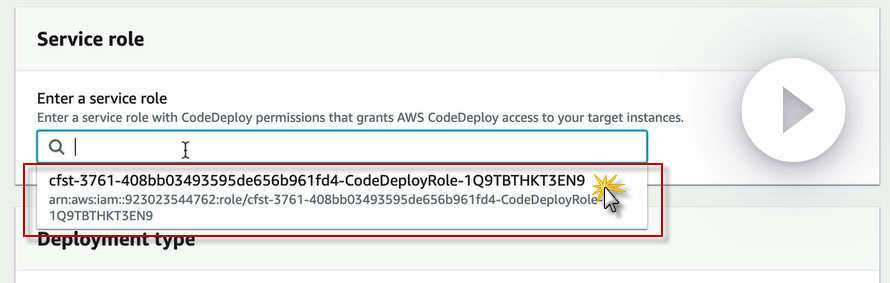 Service role
Enter a service role
Enter a service role with CodeDeploy permissions that grants AWS CodeDeploy access to your target instances.
cfst-3761-408bb03493595de656b961fd4-CodeDeployRole-1Q9TBTHKT3EN9
arn:aws:iam::923023544762:role/cfst-3761-408bb03493595de656b961fd4-CodeDeployRole-
1Q9TBTHKT3EN9
Deployment type